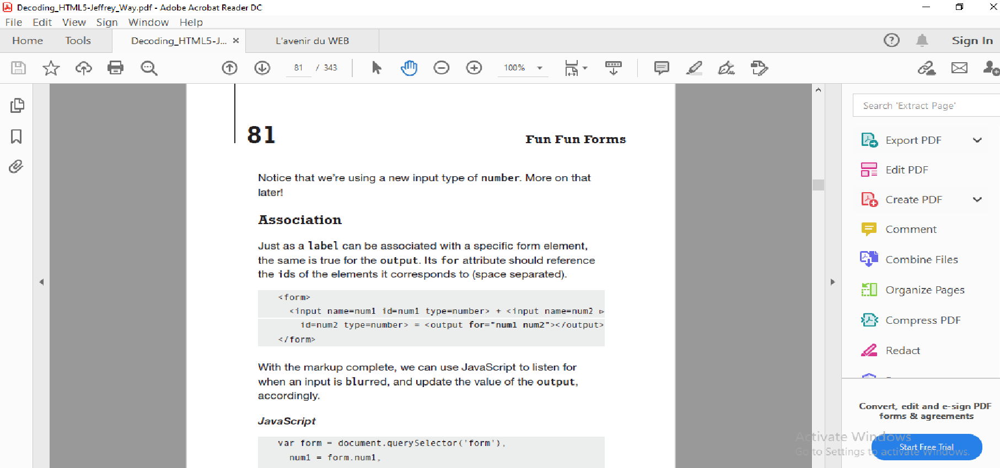 Decoding_HTML5-Jeffrey_Way.pdf - Adobe Acrobat Reader DC
File Edit View Sign Window Help
Home Tools Decoding_HTML5-J... × L'avenir du WEB ? Sign In
81 / 343 100%
Search 'Extract Page'
Export PDF
Edit PDF
Create PDF
Comment
Combine Files
Organize Pages
Compress PDF
Redact
Convert, edit and e-sign PDF
forms & agreements
Start Free Trial
Activate Windows
Go to Settings to activate Windows.
81 Fun Fun Forms
Notice that we're using a new input type of number. More on that
later!
Association
Just as a label can be associated with a specific form element,
the same is true for the output. Its for attribute should reference
the ids of the elements it corresponds to (space separated).
<form>
<input name=num1 id=num1 type=number> + <input name=num2 ▹
id=num2 type=number> = <output for="num1 num2"></output>
</form>
With the markup complete, we can use JavaScript to listen for
when an input is blurred, and update the value of the output,
accordingly.
JavaScript
var form = document.querySelector('form'),
num1 = form.num1,